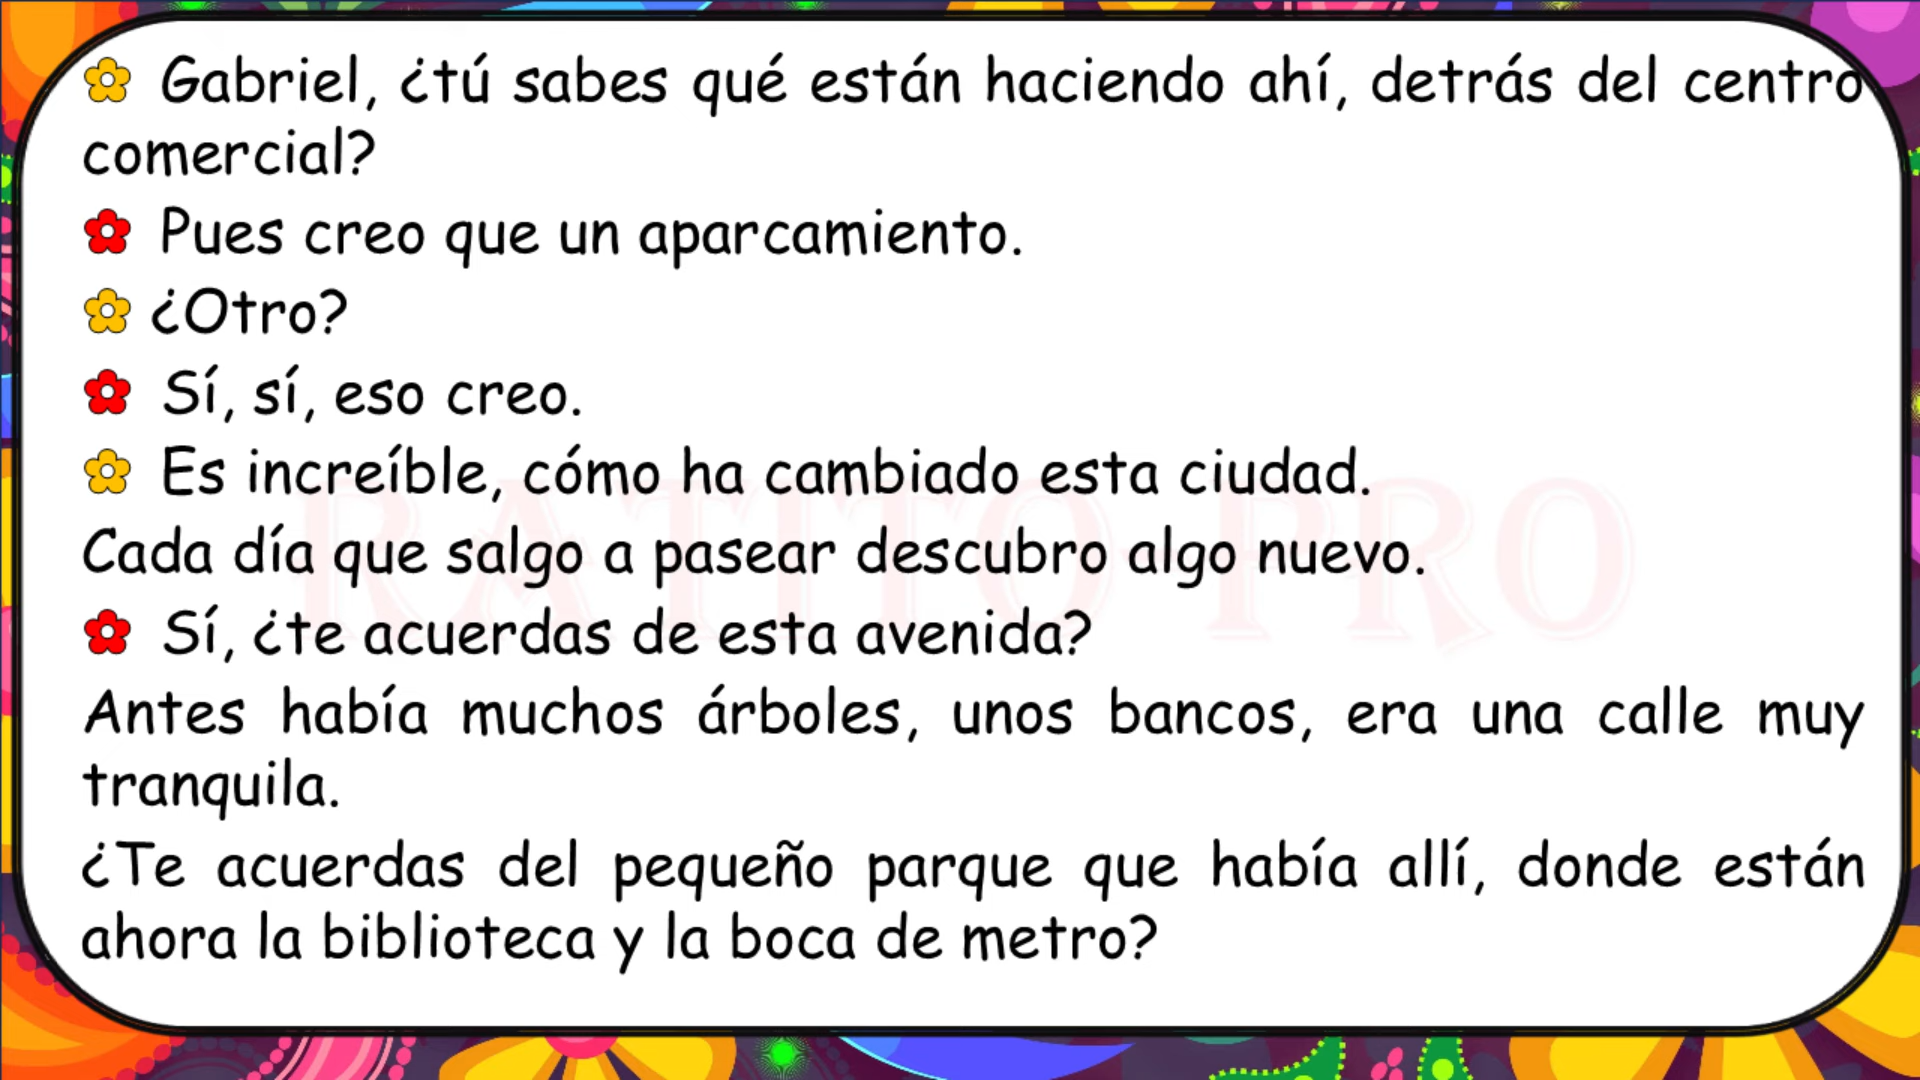 Gabriel, ¿tú sabes qué están haciendo ahí, detrás del centro
comercial?
Pues creo que un aparcamiento.
¿Otro?
Sí, sí, eso creo.
Es increíble, cómo ha cambiado esta ciudad.
Cada día que salgo a pasear descubro algo nuevo.
Sí, ¿te acuerdas de esta avenida?
Antes había muchos árboles, unos bancos, era una calle muy
tranquila.
¿Te acuerdas del pequeño parque que había allí, donde están
ahora la biblioteca y la boca de metro?
RATITO PRO